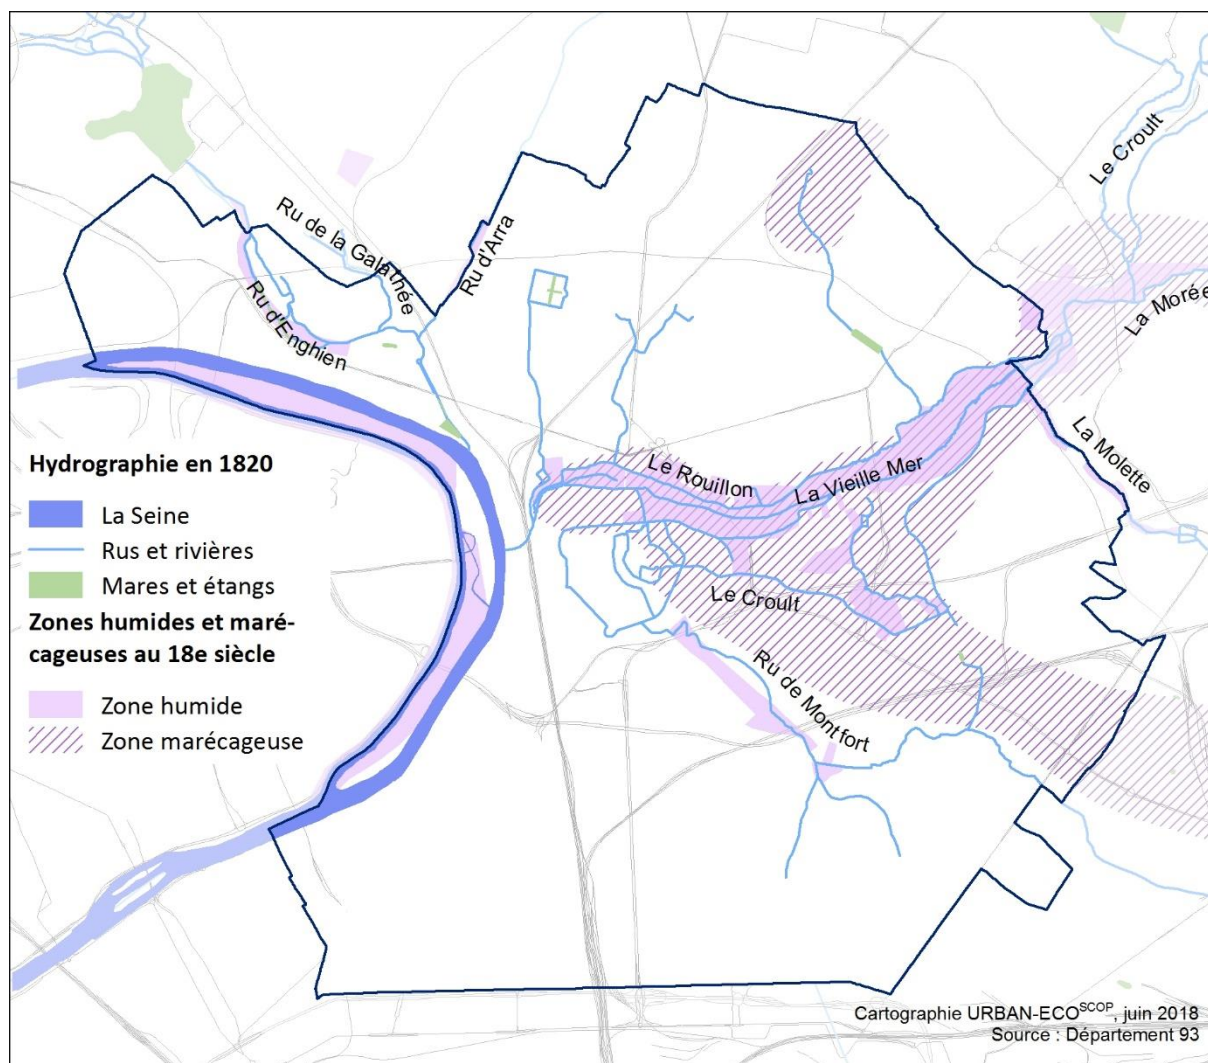 Le Croult
Ru de la Galathée
Ru d'Arra
Ru d'Enghien
La Morée
La Molette
Le Rouillon
La Vieille Mer
Le Croult
Ru de Montfort
Hydrographie en 1820
La Seine
Rus et rivières
Mares et étangs
Zones humides et maré-
cageuses au 18e siècle
Zone humide
Zone marécageuse
Cartographie URBAN-ECOSCOP, juin 2018
Source : Département 93